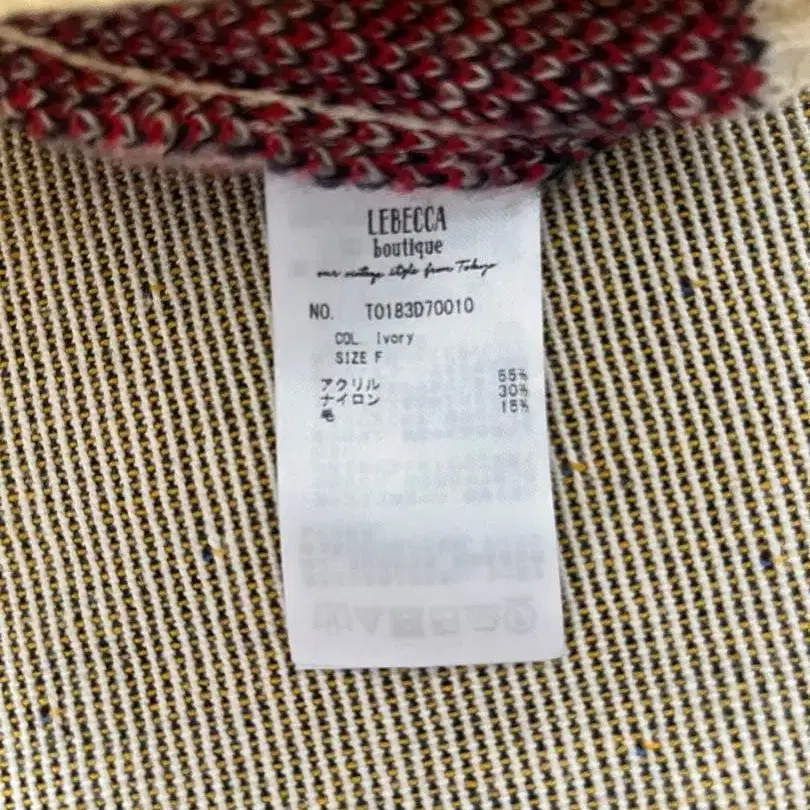 LEBECCA
boutique
our vintage style from Tokyo
NO. T0183D70010
COL. Ivory
SIZE F
アクリル 55%
ナイロン 30%
毛 15%